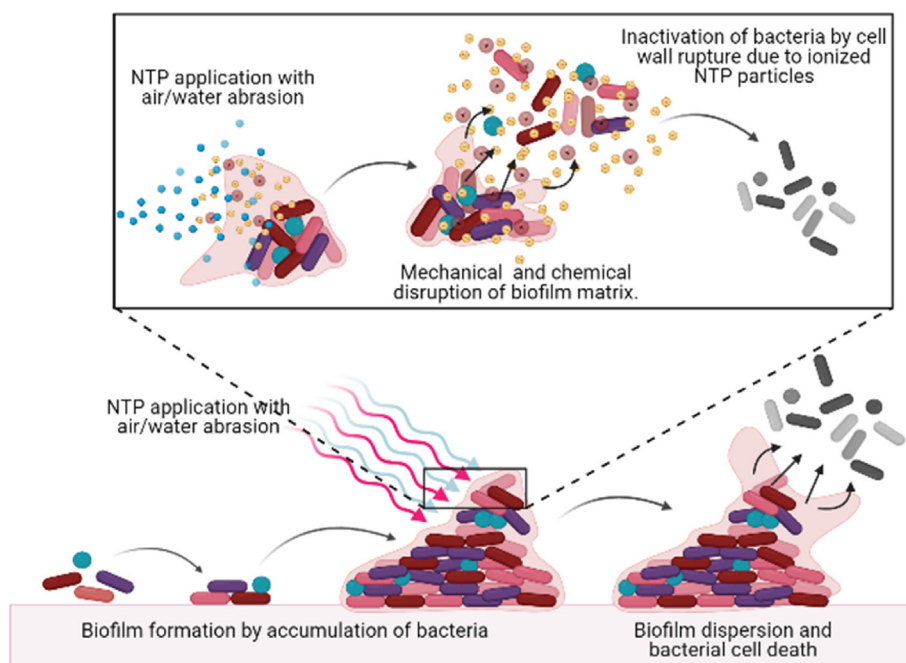 NTP application with
air/water abrasion
Inactivation of bacteria by cell
wall rupture due to ionized
NTP particles
Mechanical and chemical
disruption of biofilm matrix.
NTP application with
air/water abrasion
Biofilm formation by accumulation of bacteria
Biofilm dispersion and
bacterial cell death